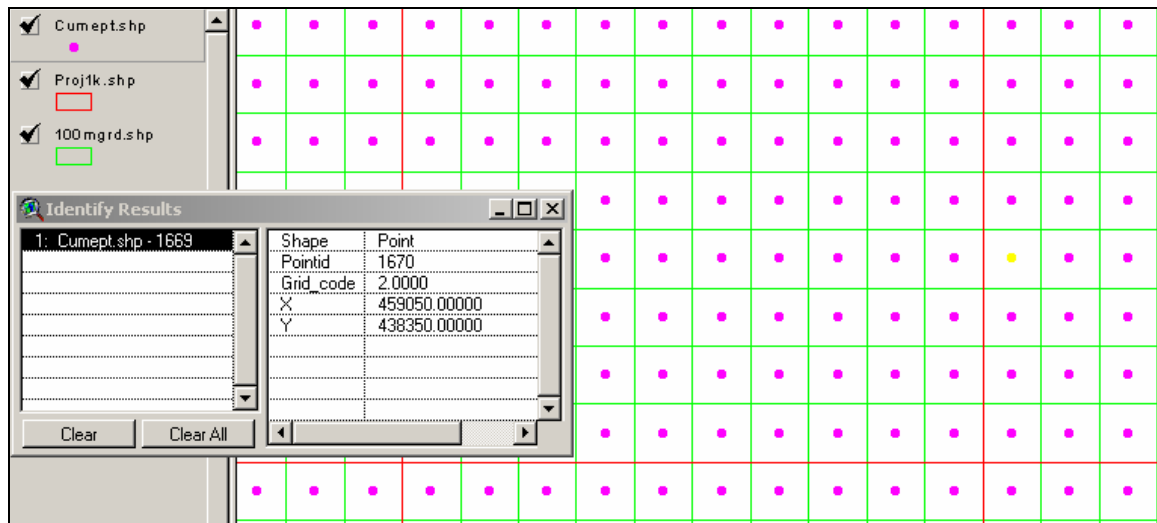 Cumept.shp
Proj1k.shp
100mgrd.shp
Identify Results
1: Cumept.shp - 1669
Shape Point
Pointid 1670
Grid_code 2.0000
X 459050.00000
Y 438350.00000
Clear
Clear All